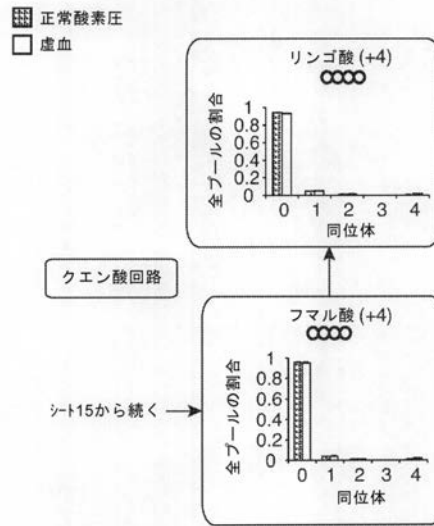 正常酸素圧
虚血
リンゴ酸 (+4)
全プールの割合
1
0.8
0.6
0.4
0.2
0
0 1 2 3 4
同位体
クエン酸回路
フマル酸 (+4)
シート15から続く
全プールの割合
1
0.8
0.6
0.4
0.2
0
0 1 2 3 4
同位体